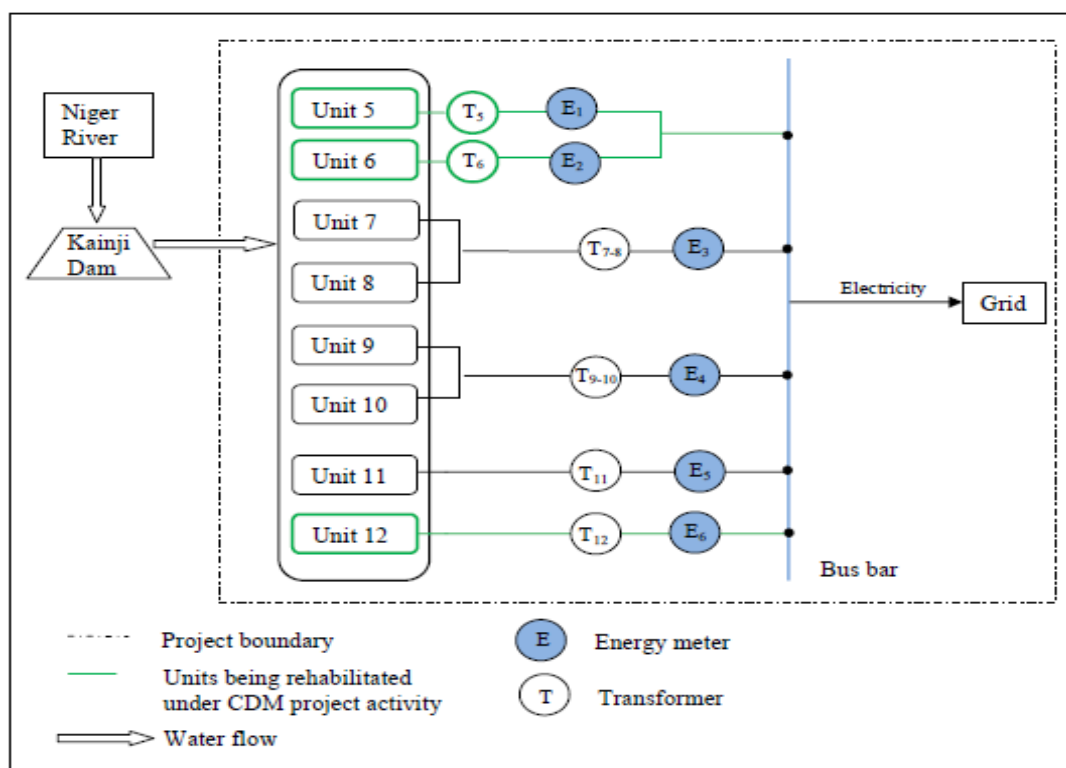 Niger
River
Kainji
Dam
Unit 5
T5
E1
Unit 6
T6
E2
Unit 7
Unit 8
T7-8
E3
Unit 9
Unit 10
T9-10
E4
Unit 11
T11
E5
Unit 12
T12
E6
Electricity
Grid
Bus bar
Project boundary
E
Energy meter
Units being rehabilitated
under CDM project activity
T
Transformer
Water flow